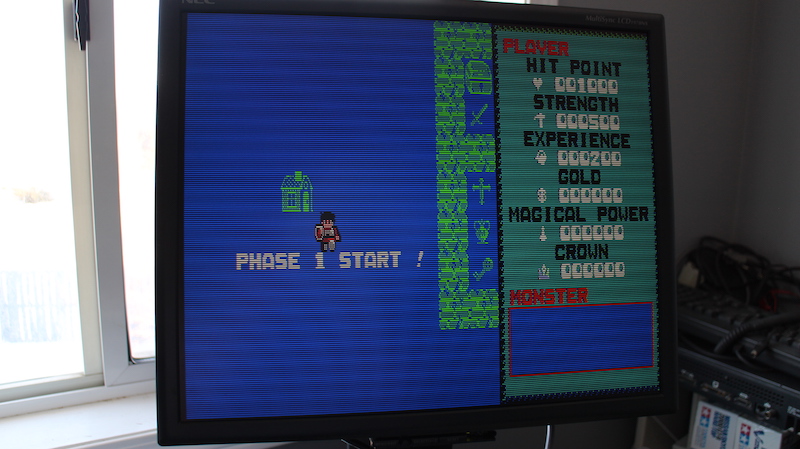 NEC
PHASE 1 START !
PLAYER
HIT POINT
001000
STRENGTH
000500
EXPERIENCE
000200
GOLD
000000
MAGICAL POWER
000000
CROWN
000000
MONSTER
TAMIYA